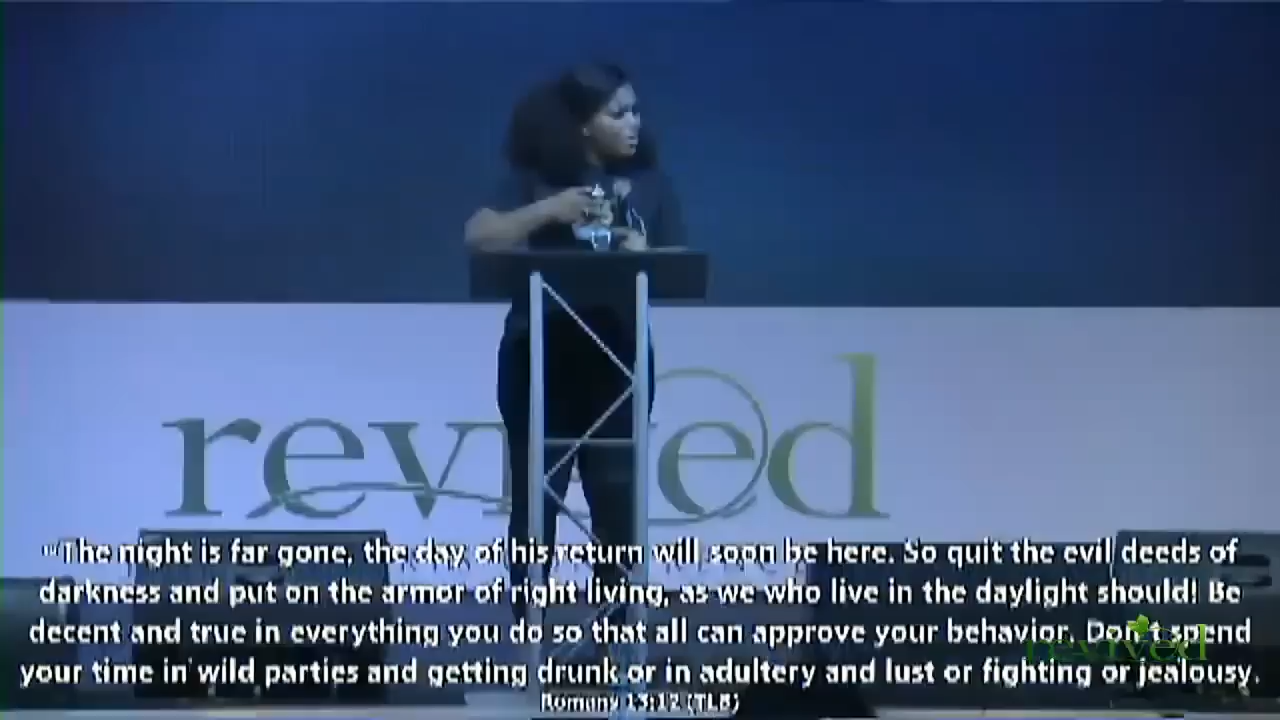 revived
"The night is far gone, the day of his return will soon be here. So quit the evil deeds of
darkness and put on the armor of right living, as we who live in the daylight should! Be
decent and true in everything you do so that all can approve your behavior. Don't spend
your time in wild parties and getting drunk or in adultery and lust or fighting or jealousy.
Romans 13:12 (TLB)
revived